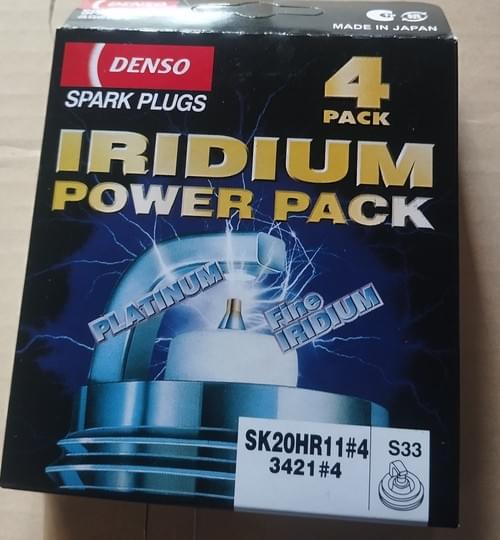 DENSO
MADE IN JAPAN
DENSO
SPARK PLUGS
4
PACK
IRIDIUM
POWER PACK
PLATINUM
Fine
IRIDIUM
SK20HR11#4
3421#4
S33